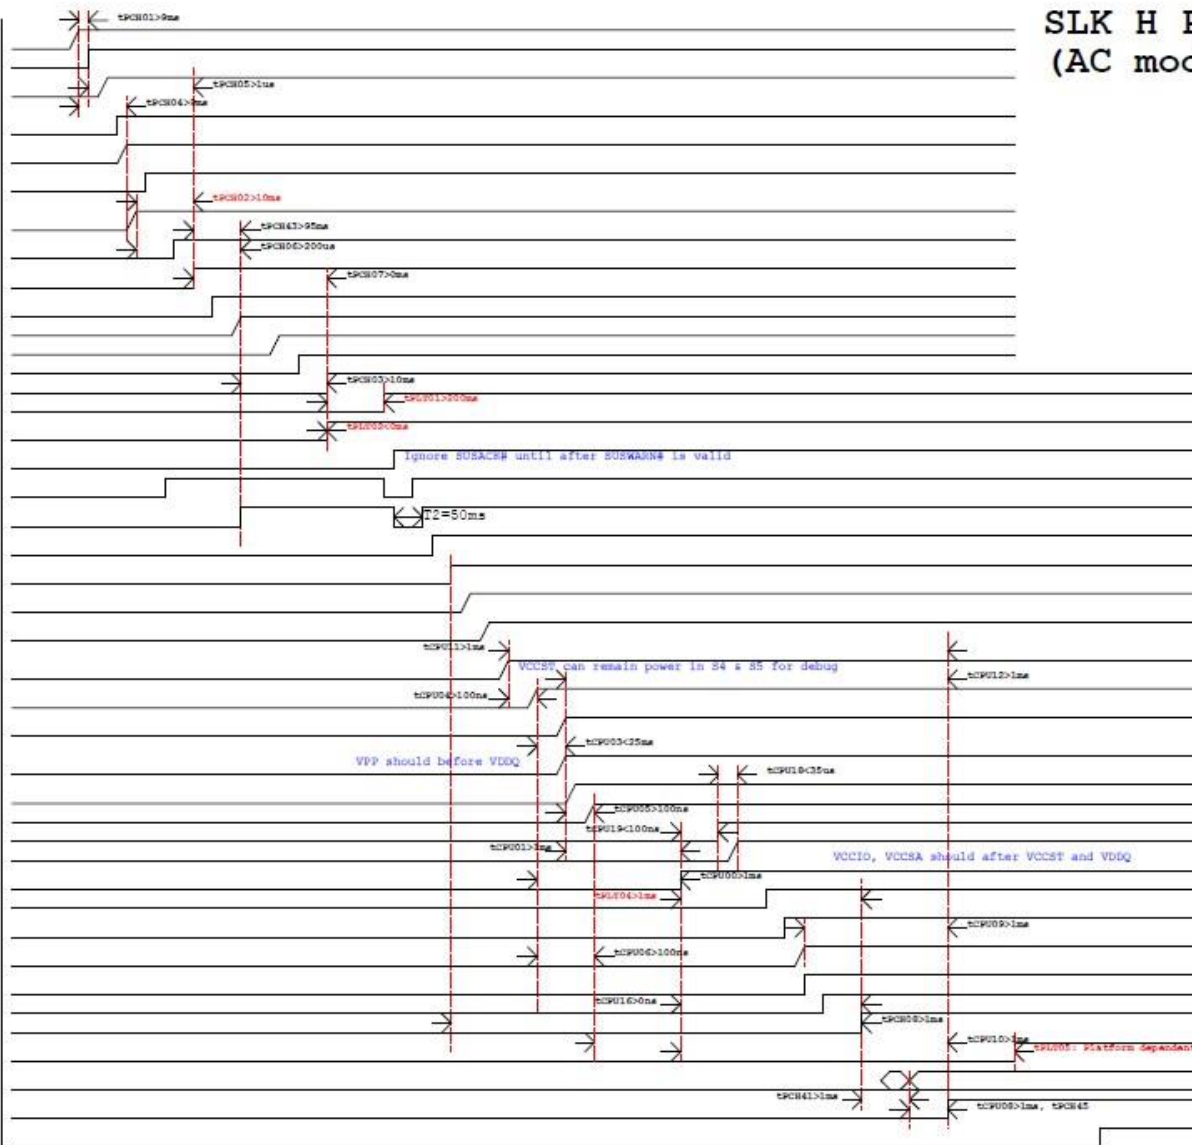 tPCH01>9ms
SLK H P
(AC mod
tPCH05>1us
tPCH04>9ms
tPCH02>10ms
tPCH43>95ms
tPCH06>200us
tPCH07>0ms
tPCH03>10ms
tPLT01>200ms
tPLT02<0ms
Ignore SUSACK# until after SUSWARN# is valid
T2=50ms
tCPU11>1ms
VCCST can remain power in S4 & S5 for debug
tCPU12>1ms
tCPU04>100ns
tCPU03<25ms
VPP should before VDDQ
tCPU18<35us
tCPU05>100ns
tCPU19<100ns
tCPU01>1ms
VCCIO, VCCSA should after VCCST and VDDQ
tCPU00>1ms
tPLT04>1ms
tCPU09>1ms
tCPU06>100ns
tCPU16>0ns
tPCH08>1ms
tCPU10>1ms
tPLT05: Platform dependent
tPCH41>1ms
tCPU08>1ms, tPCH45